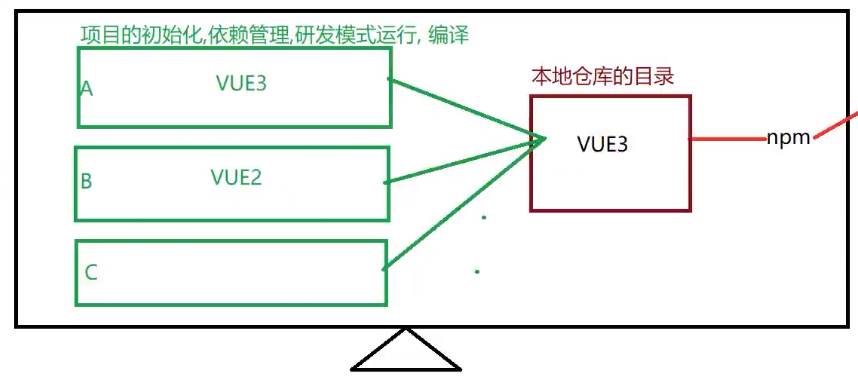 项目的初始化,依赖管理,研发模式运行, 编译
A VUE3
本地仓库的目录
VUE3
npm
B VUE2
C